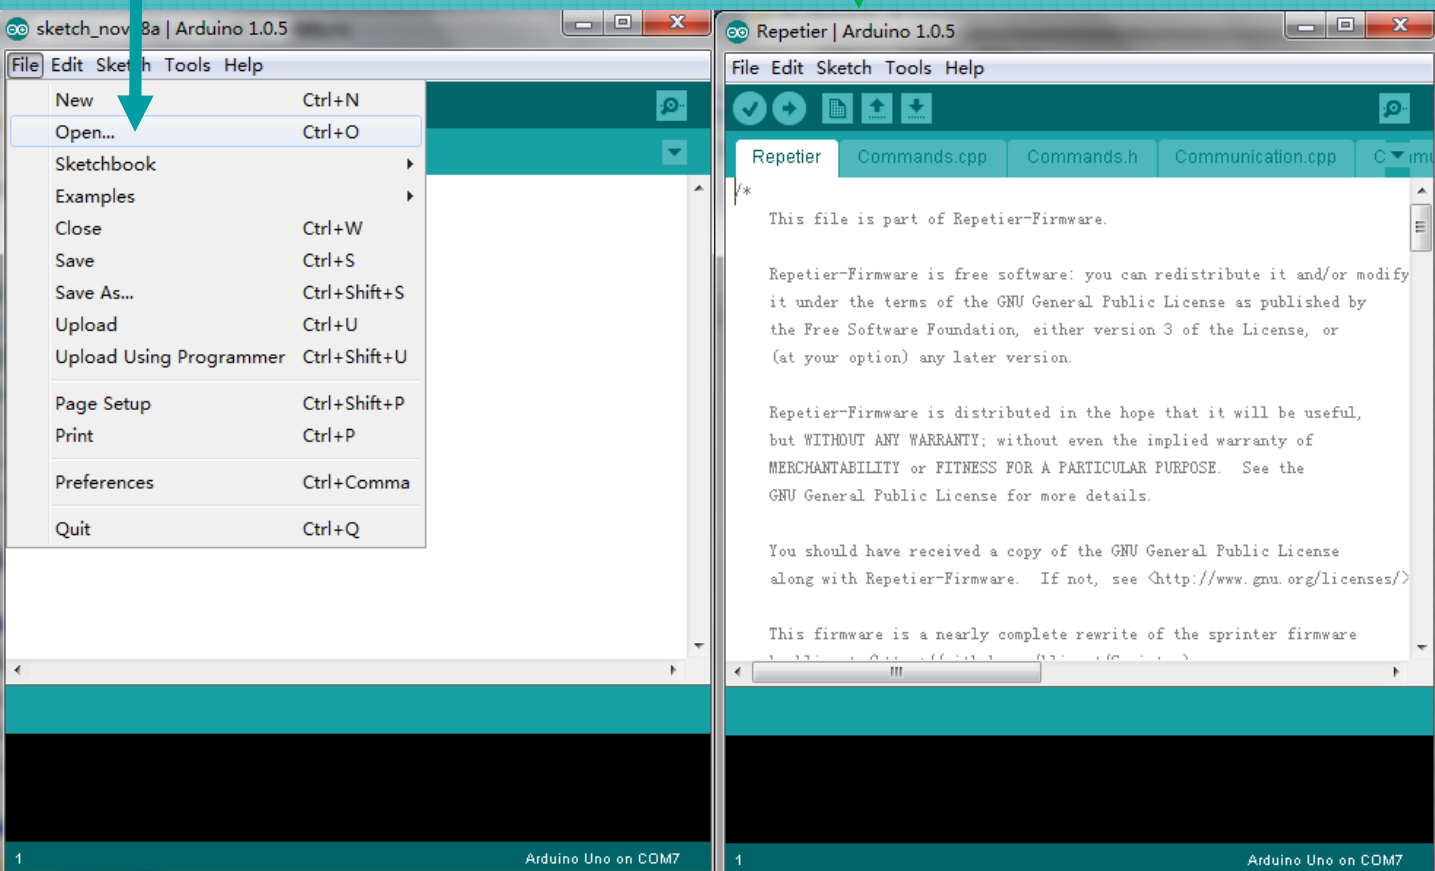 sketch_nov 8a | Arduino 1.0.5
File Edit Sketch Tools Help
New Ctrl+N
Open... Ctrl+O
Sketchbook
Examples
Close Ctrl+W
Save Ctrl+S
Save As... Ctrl+Shift+S
Upload Ctrl+U
Upload Using Programmer Ctrl+Shift+U
Page Setup Ctrl+Shift+P
Print Ctrl+P
Preferences Ctrl+Comma
Quit Ctrl+Q
1 Arduino Uno on COM7
Repetier | Arduino 1.0.5
File Edit Sketch Tools Help
Repetier Commands.cpp Commands.h Communication.cpp
/*
This file is part of Repetier-Firmware.
Repetier-Firmware is free software: you can redistribute it and/or modify
it under the terms of the GNU General Public License as published by
the Free Software Foundation, either version 3 of the License, or
(at your option) any later version.
Repetier-Firmware is distributed in the hope that it will be useful,
but WITHOUT ANY WARRANTY; without even the implied warranty of
MERCHANTABILITY or FITNESS FOR A PARTICULAR PURPOSE. See the
GNU General Public License for more details.
You should have received a copy of the GNU General Public License
along with Repetier-Firmware. If not, see <http://www.gnu.org/licenses/>
This firmware is a nearly complete rewrite of the sprinter firmware
1 Arduino Uno on COM7